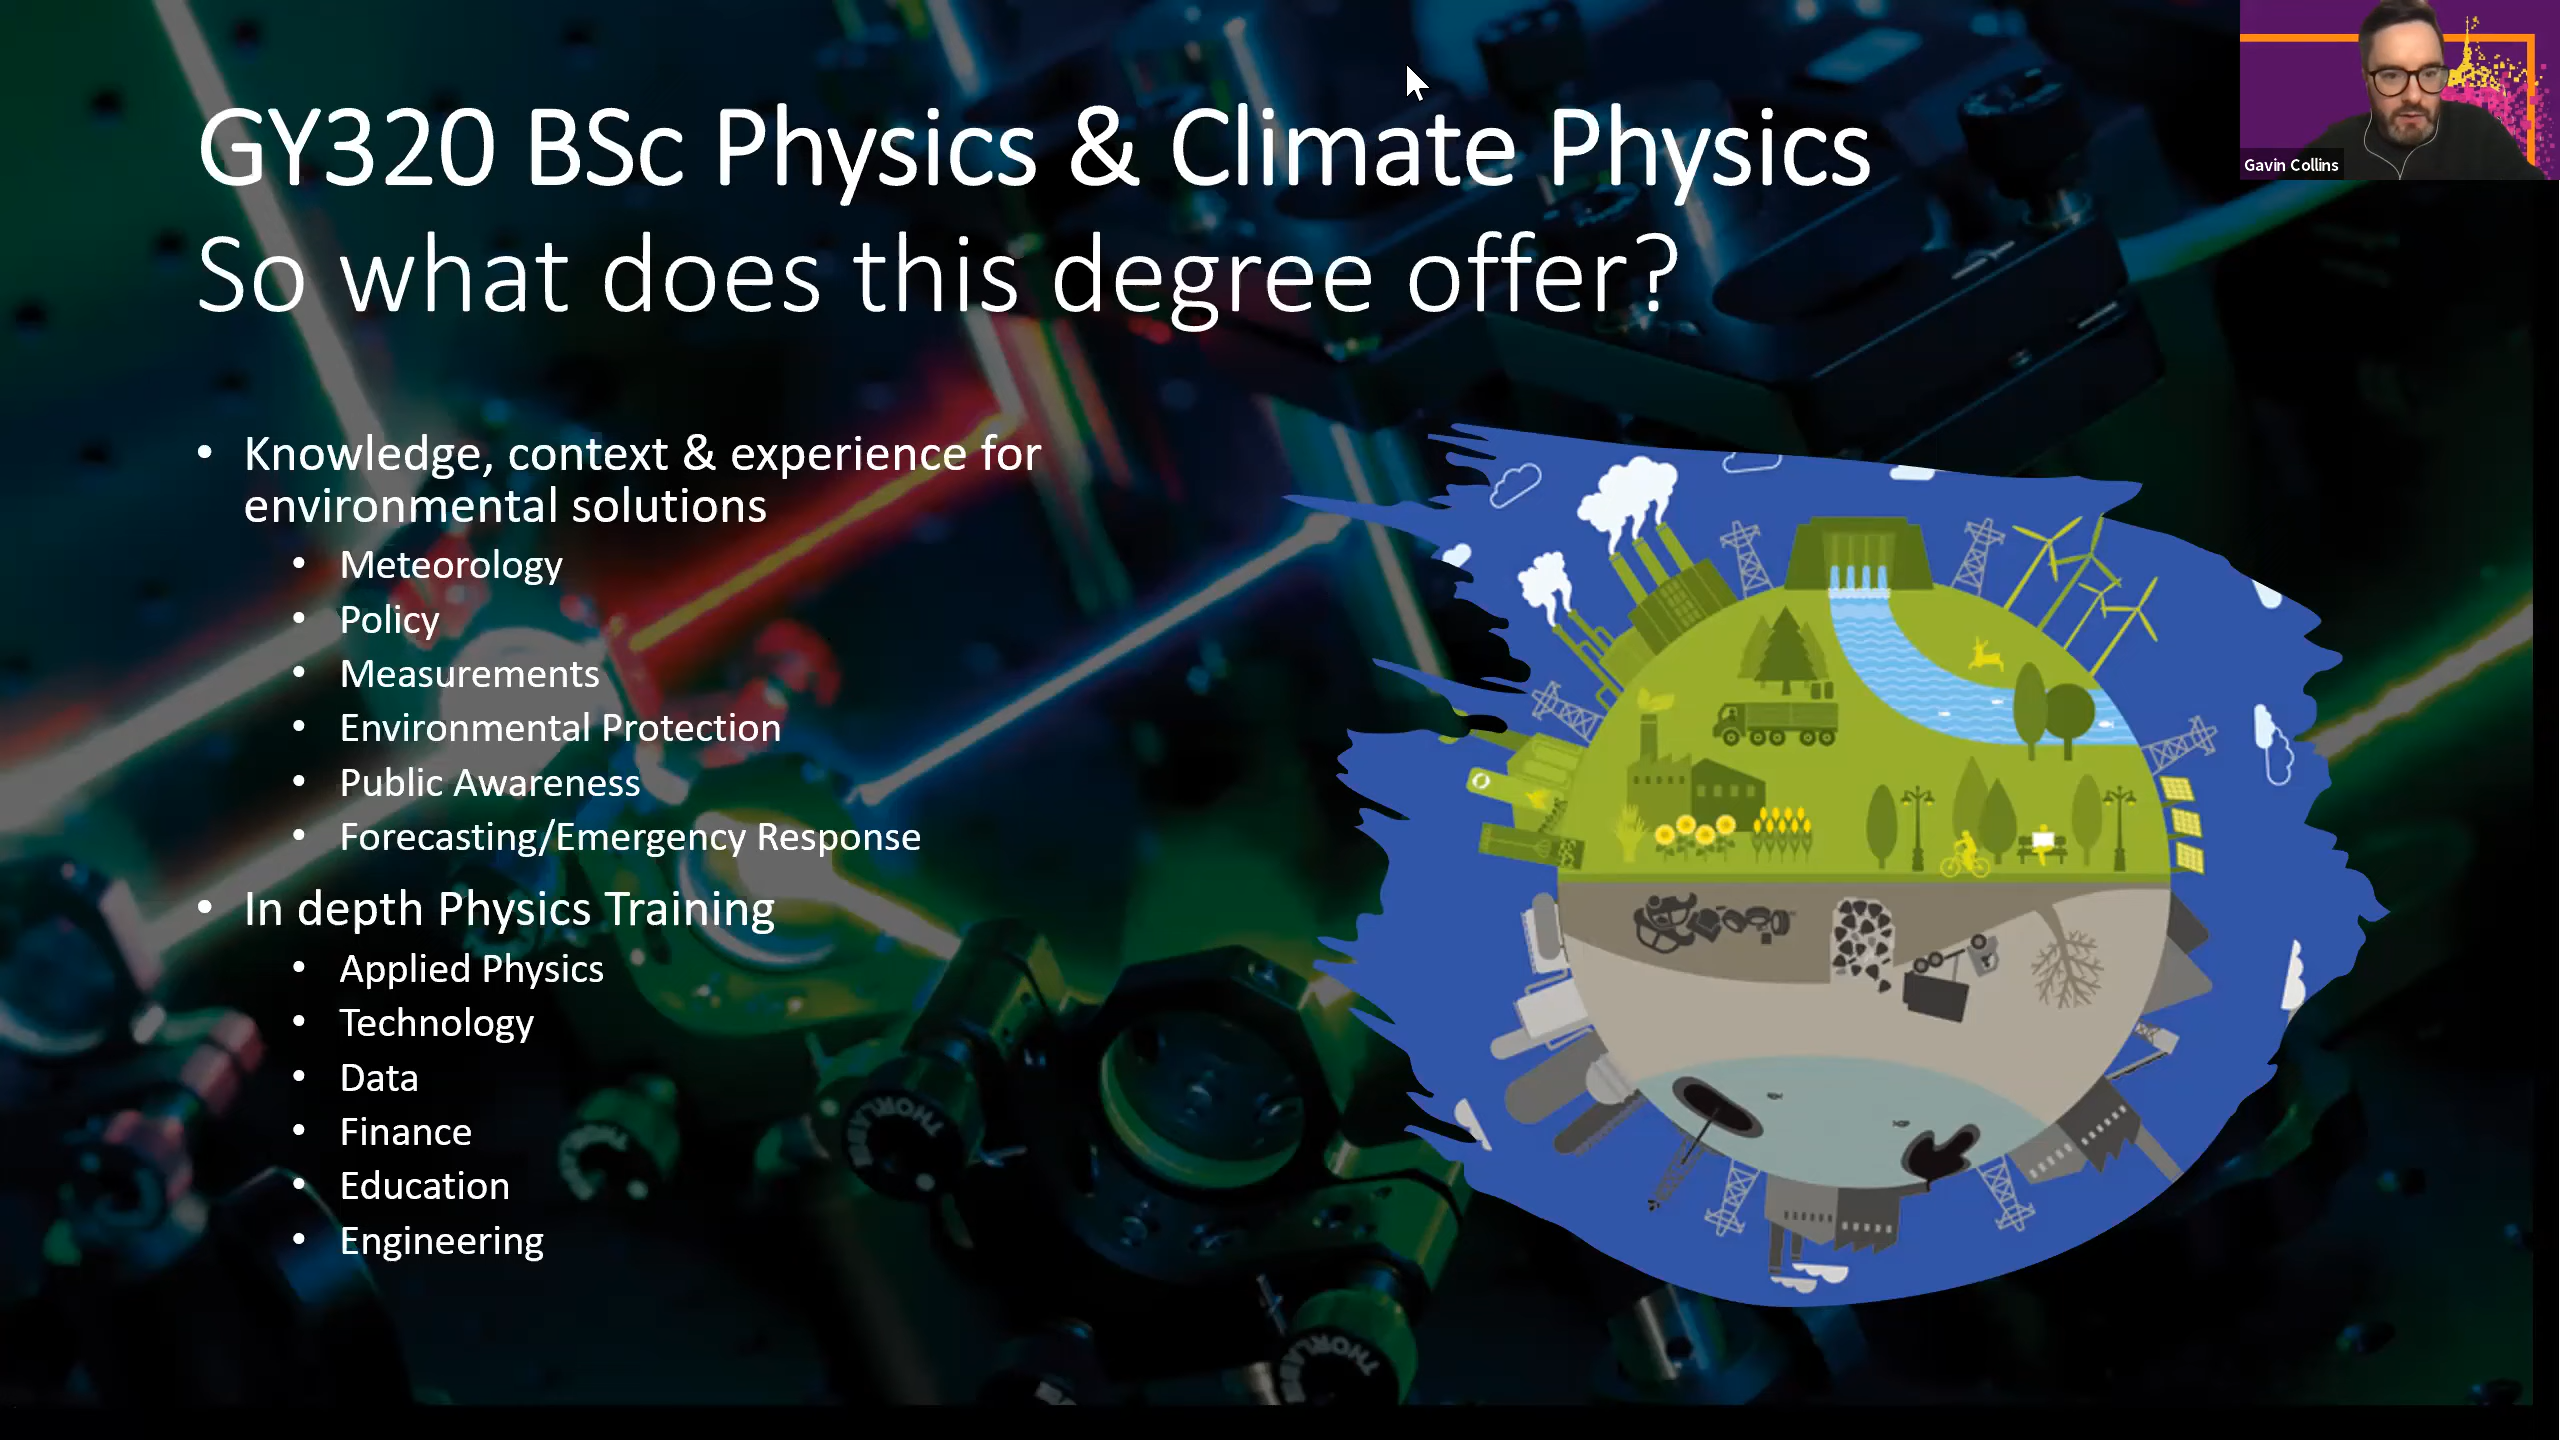 GY320 BSc Physics & Climate Physics
So what does this degree offer?
Gavin Collins
• Knowledge, context & experience for
environmental solutions
• Meteorology
• Policy
• Measurements
• Environmental Protection
• Public Awareness
• Forecasting/Emergency Response
• In depth Physics Training
• Applied Physics
• Technology
• Data
• Finance
• Education
• Engineering
THORLABS
THORLABS